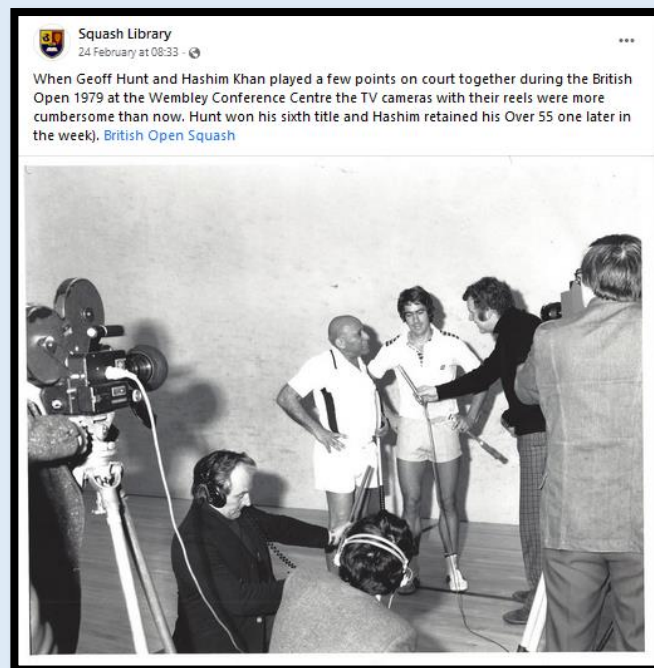 Squash Library
24 February at 08:33 ·
When Geoff Hunt and Hashim Khan played a few points on court together during the British
Open 1979 at the Wembley Conference Centre the TV cameras with their reels were more
cumbersome than now. Hunt won his sixth title and Hashim retained his Over 55 one later in
the week). British Open Squash